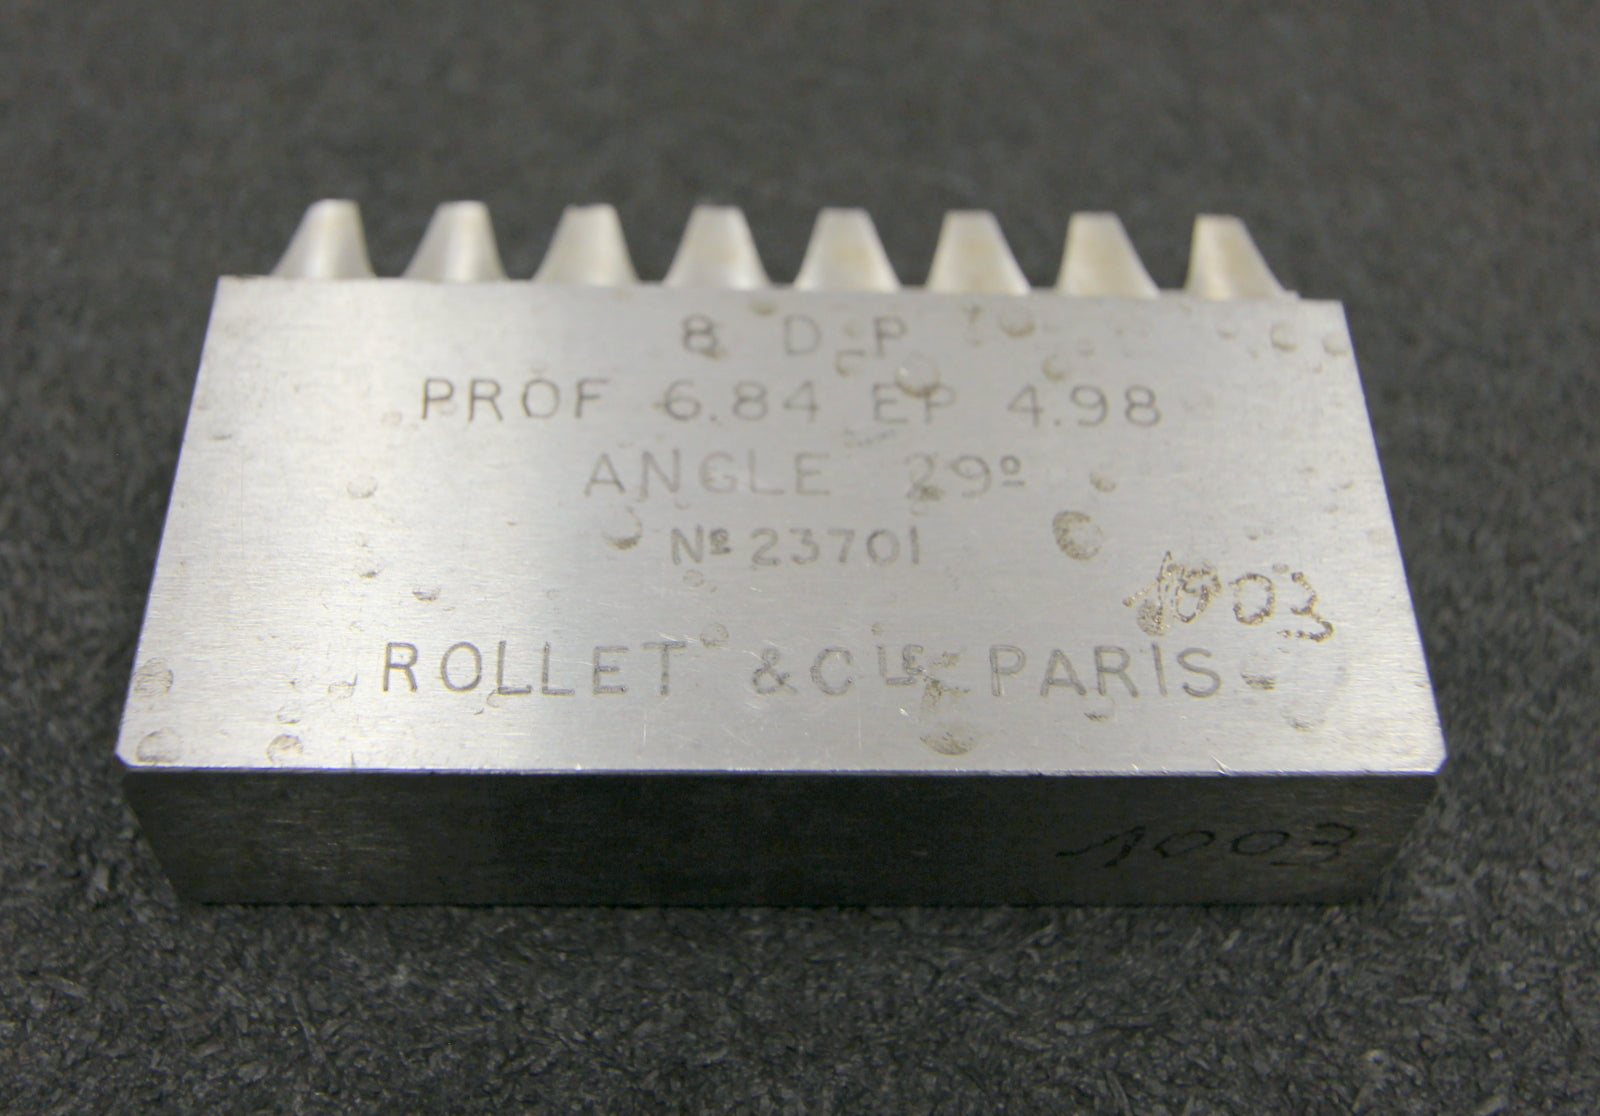 8 D P
PROF 6.84 EP 4.98
ANGLE 29º
Nº 23701
1003
ROLLET & CIE PARIS
1003